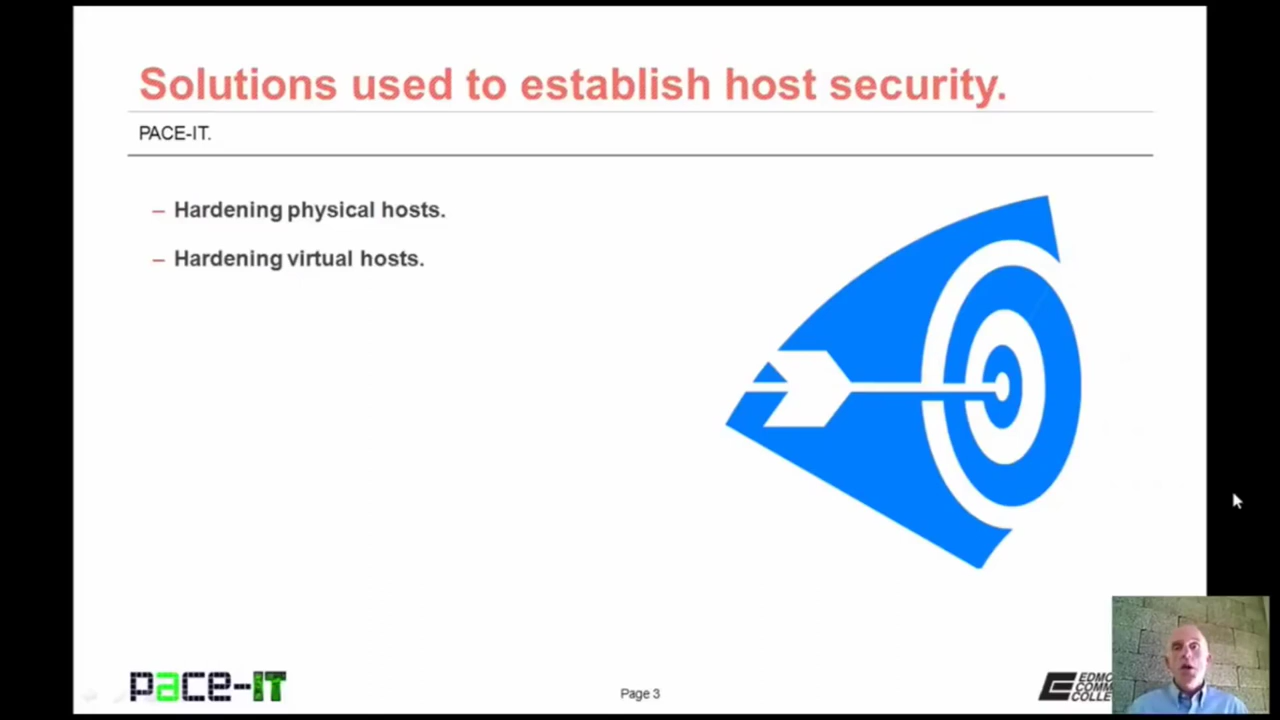 Solutions used to establish host security.
PACE-IT.
– Hardening physical hosts.
– Hardening virtual hosts.
pace-IT
Page 3